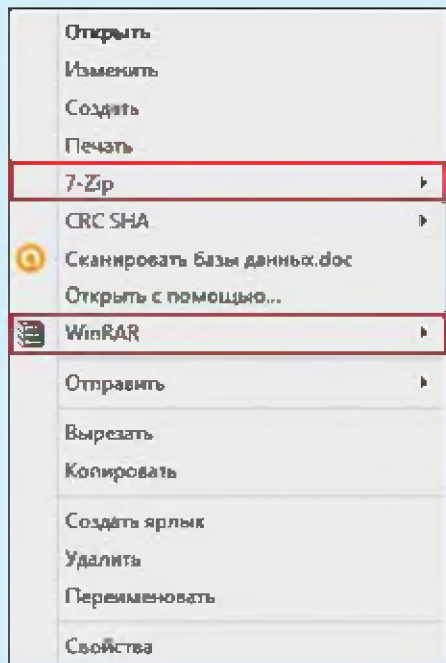 Открыть
Изменить
Создать
Печать
7-Zip
CRC SHA
Сканировать базы данных.doc
Открыть с помощью...
WinRAR
Отправить
Вырезать
Копировать
Создать ярлык
Удалить
Переименовать
Свойства